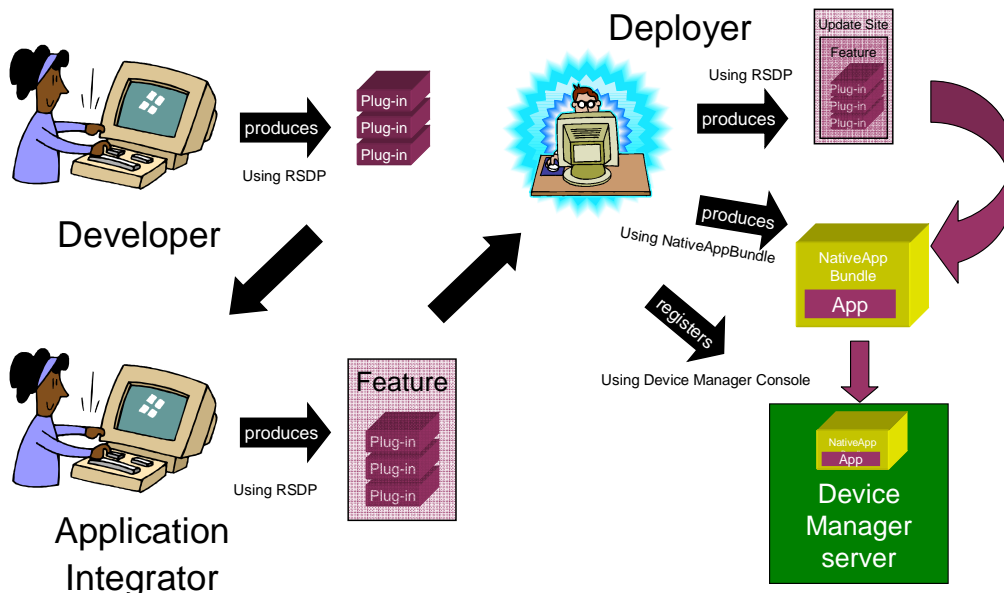 Developer
produces
Using RSDP
Plug-in
Plug-in
Plug-in
Application
Integrator
produces
Using RSDP
Feature
Plug-in
Plug-in
Plug-in
Deployer
Using RSDP
produces
Update Site
Feature
Plug-in
Plug-in
Plug-in
produces
Using NativeAppBundle
NativeApp
Bundle
App
registers
Using Device Manager Console
NativeApp
App
Device
Manager
server